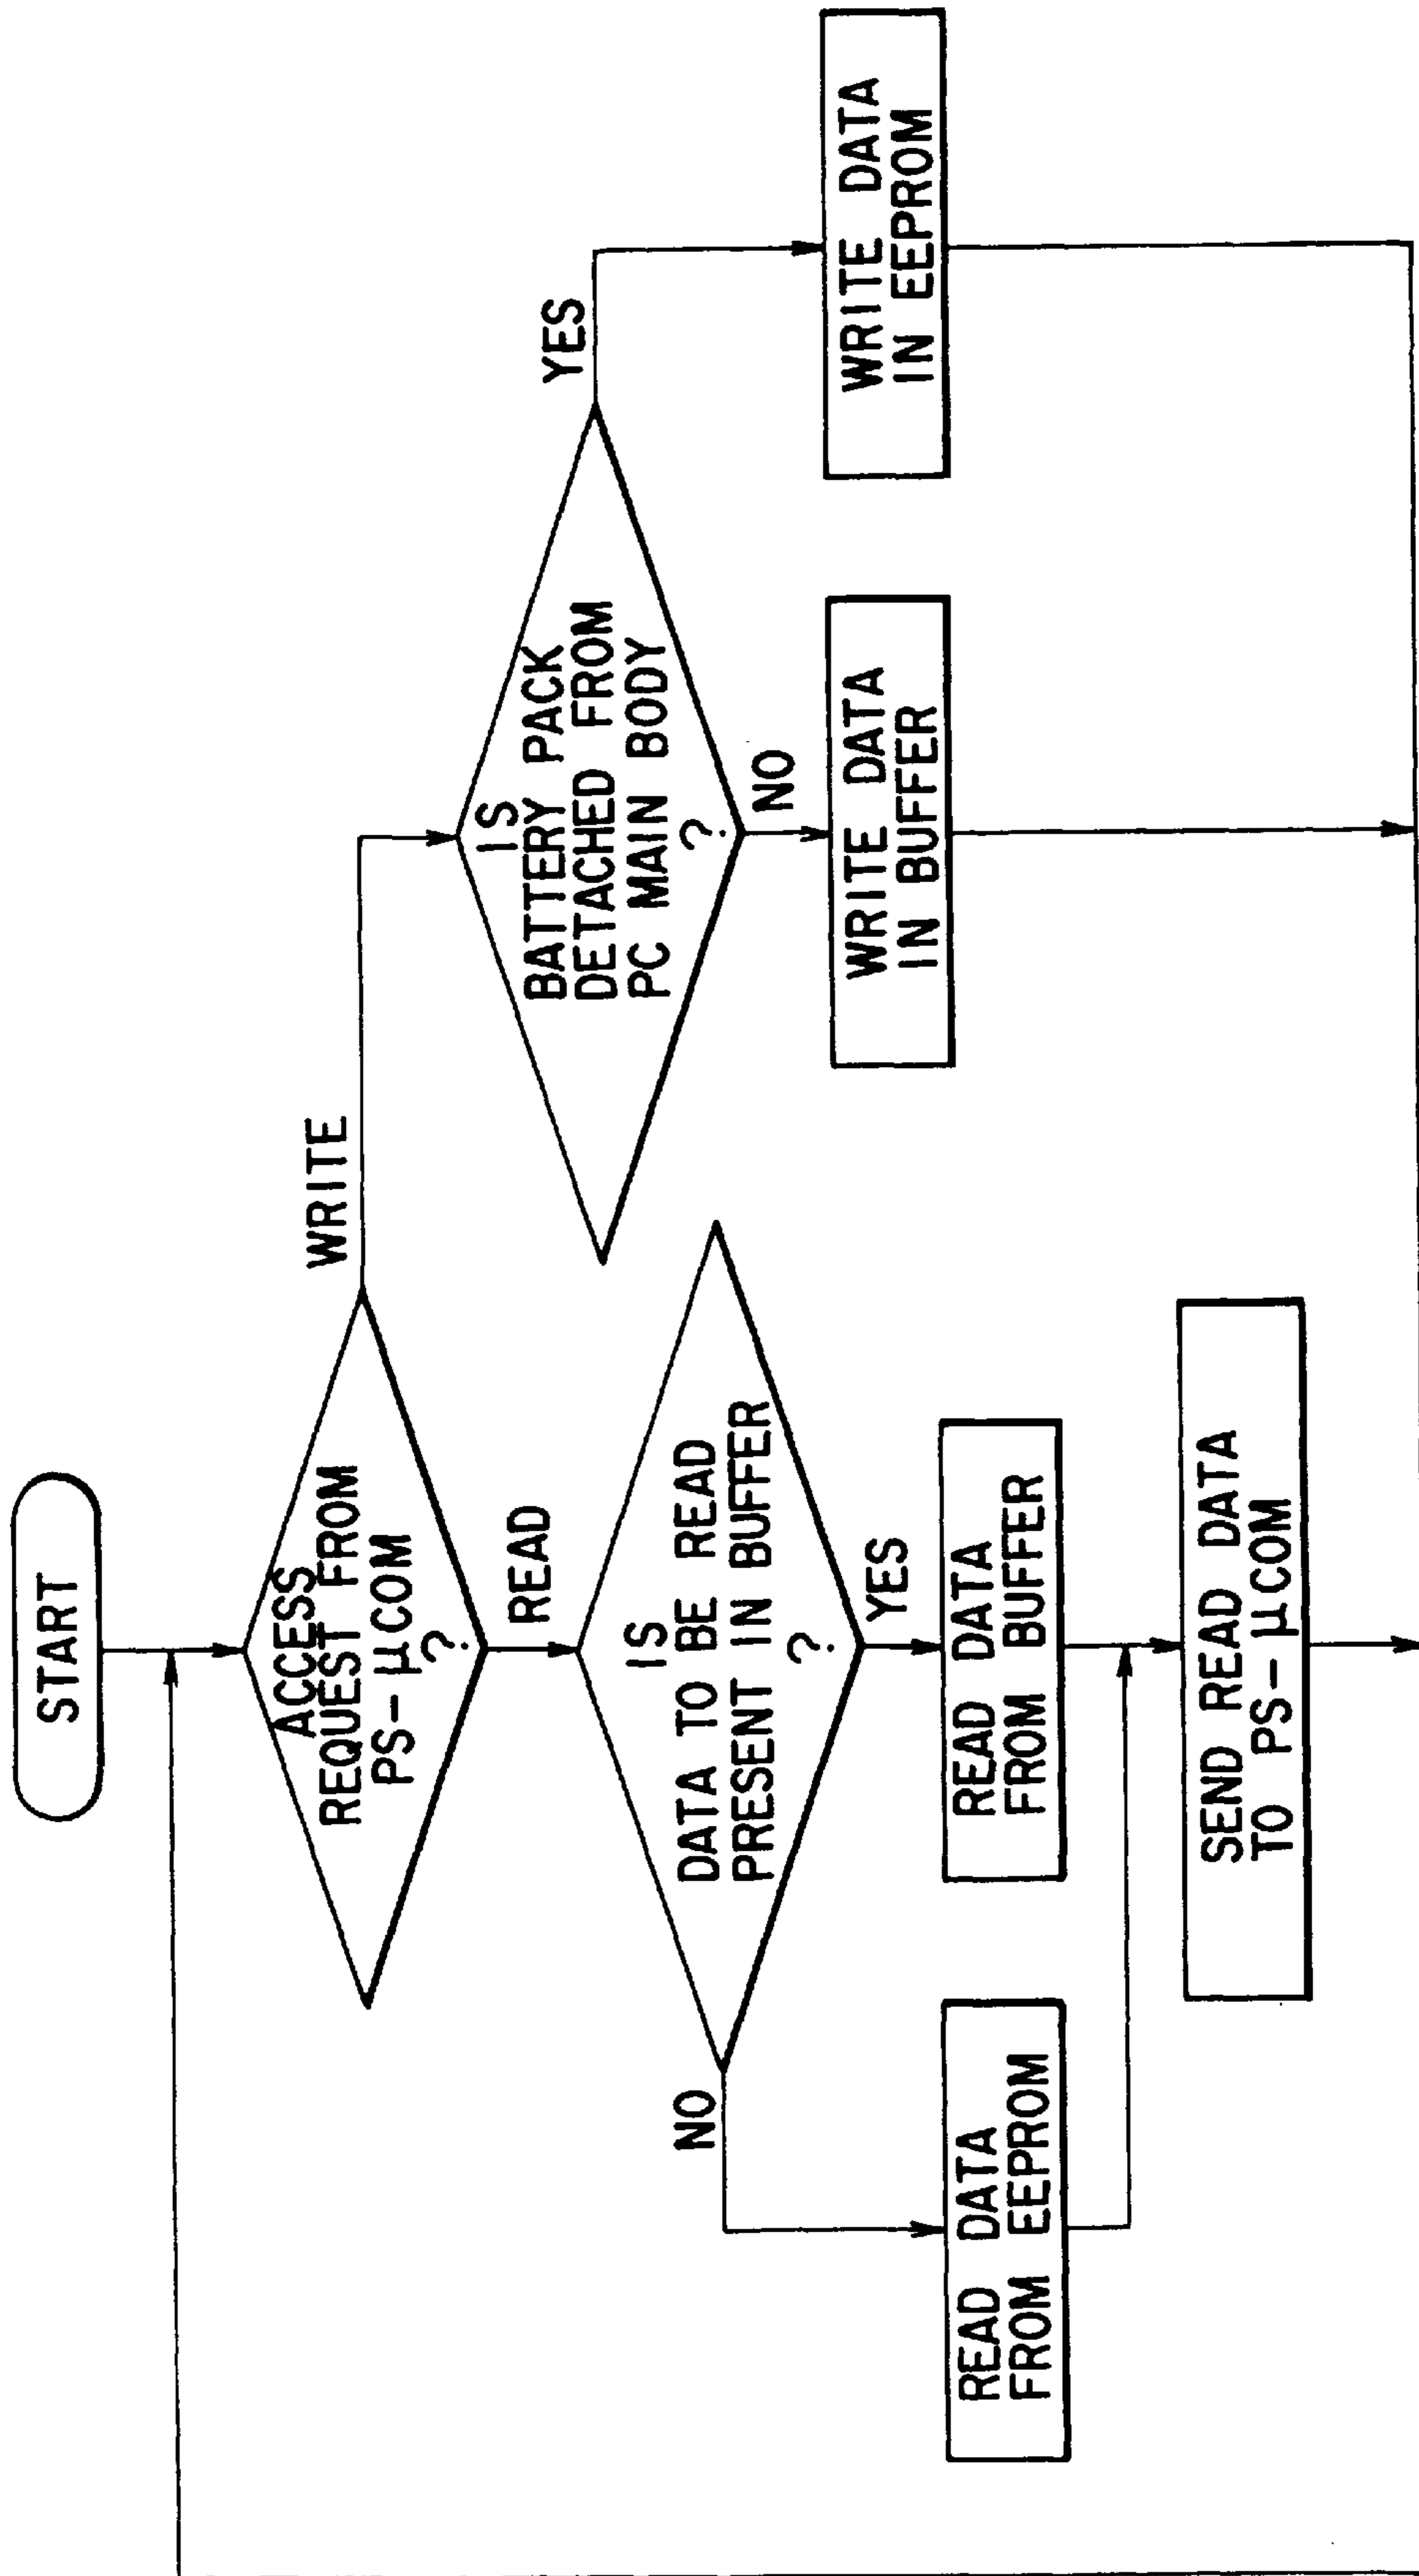 START
ACCESS
REQUEST FROM
PS-μCOM
?
WRITE
READ
IS
BATTERY PACK
DETACHED FROM
PC MAIN BODY
?
YES
NO
IS
DATA TO BE READ
PRESENT IN BUFFER
?
NO
YES
READ DATA
FROM EEPROM
READ DATA
FROM BUFFER
WRITE DATA
IN BUFFER
WRITE DATA
IN EEPROM
SEND READ DATA
TO PS-μCOM